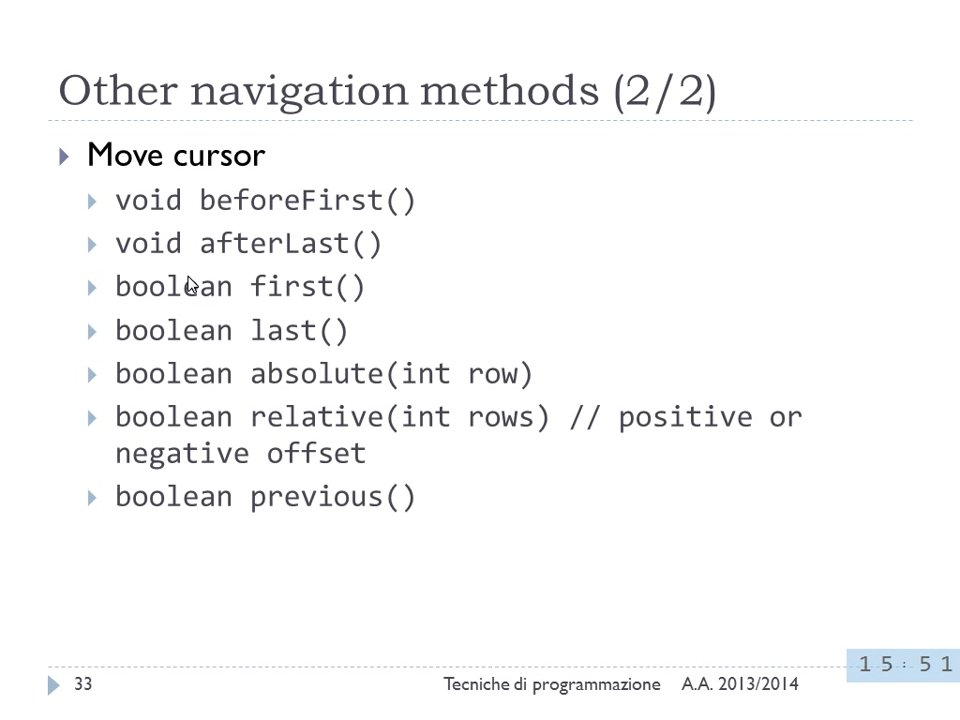 Other navigation methods (2/2)
Move cursor
void beforeFirst()
void afterLast()
boolean first()
boolean last()
boolean absolute(int row)
boolean relative(int rows) // positive or
negative offset
boolean previous()
33
Tecniche di programmazione A.A. 2013/2014
15:51